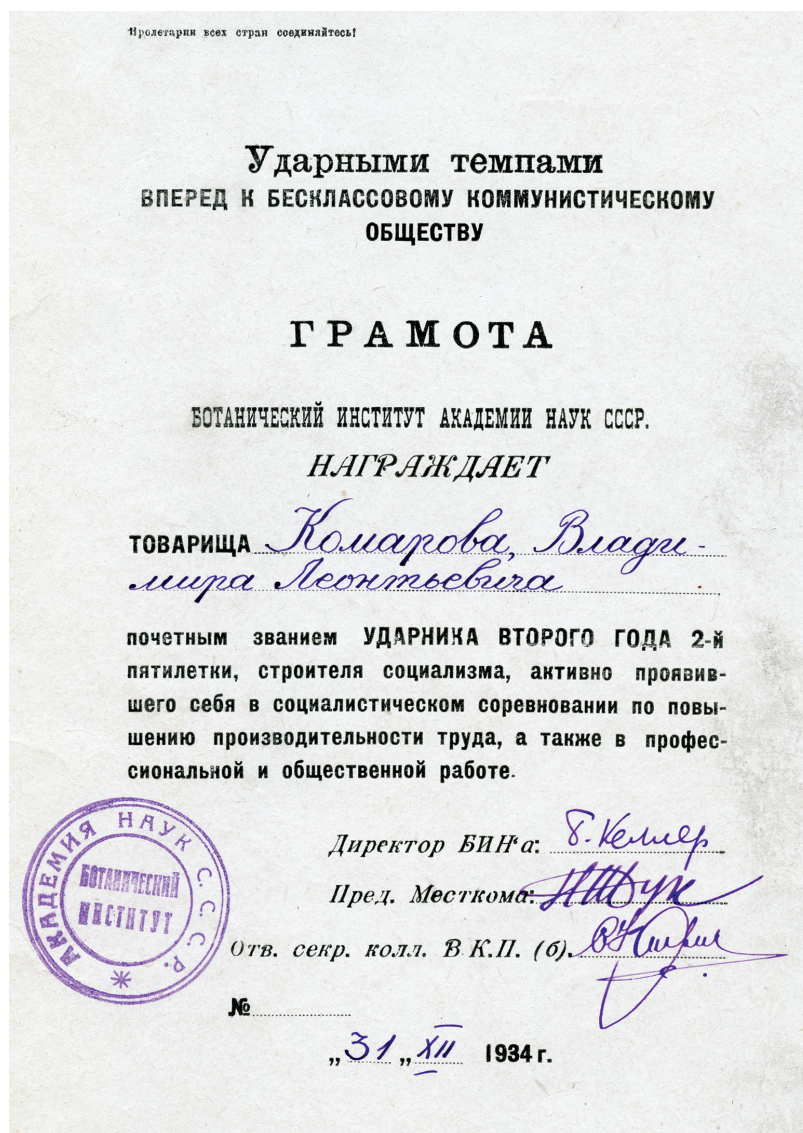 Пролетарии всех стран соединяйтесь!
Ударными темпами
ВПЕРЕД К БЕСКЛАССОВОМУ КОММУНИСТИЧЕСКОМУ
ОБЩЕСТВУ
ГРАМОТА
БОТАНИЧЕСКИЙ ИНСТИТУТ АКАДЕМИИ НАУК СССР.
НАГРАЖДАЕТ
ТОВАРИЩА Комарова, Влади-
мира Леонтьевича
почетным званием УДАРНИКА ВТОРОГО ГОДА 2-й
пятилетки, строителя социализма, активно проявив-
шего себя в социалистическом соревновании по повы-
шению производительности труда, а также в профес-
сиональной и общественной работе.
АКАДЕМИЯ НАУК С.С.С.Р.
БОТАНИЧЕСКИЙ
ИНСТИТУТ
Директор БИН'а: Б. Келлер
Пред. Месткома:
Отв. секр. колл. В К.П. (б).
№
„31„ XII 1934 г.